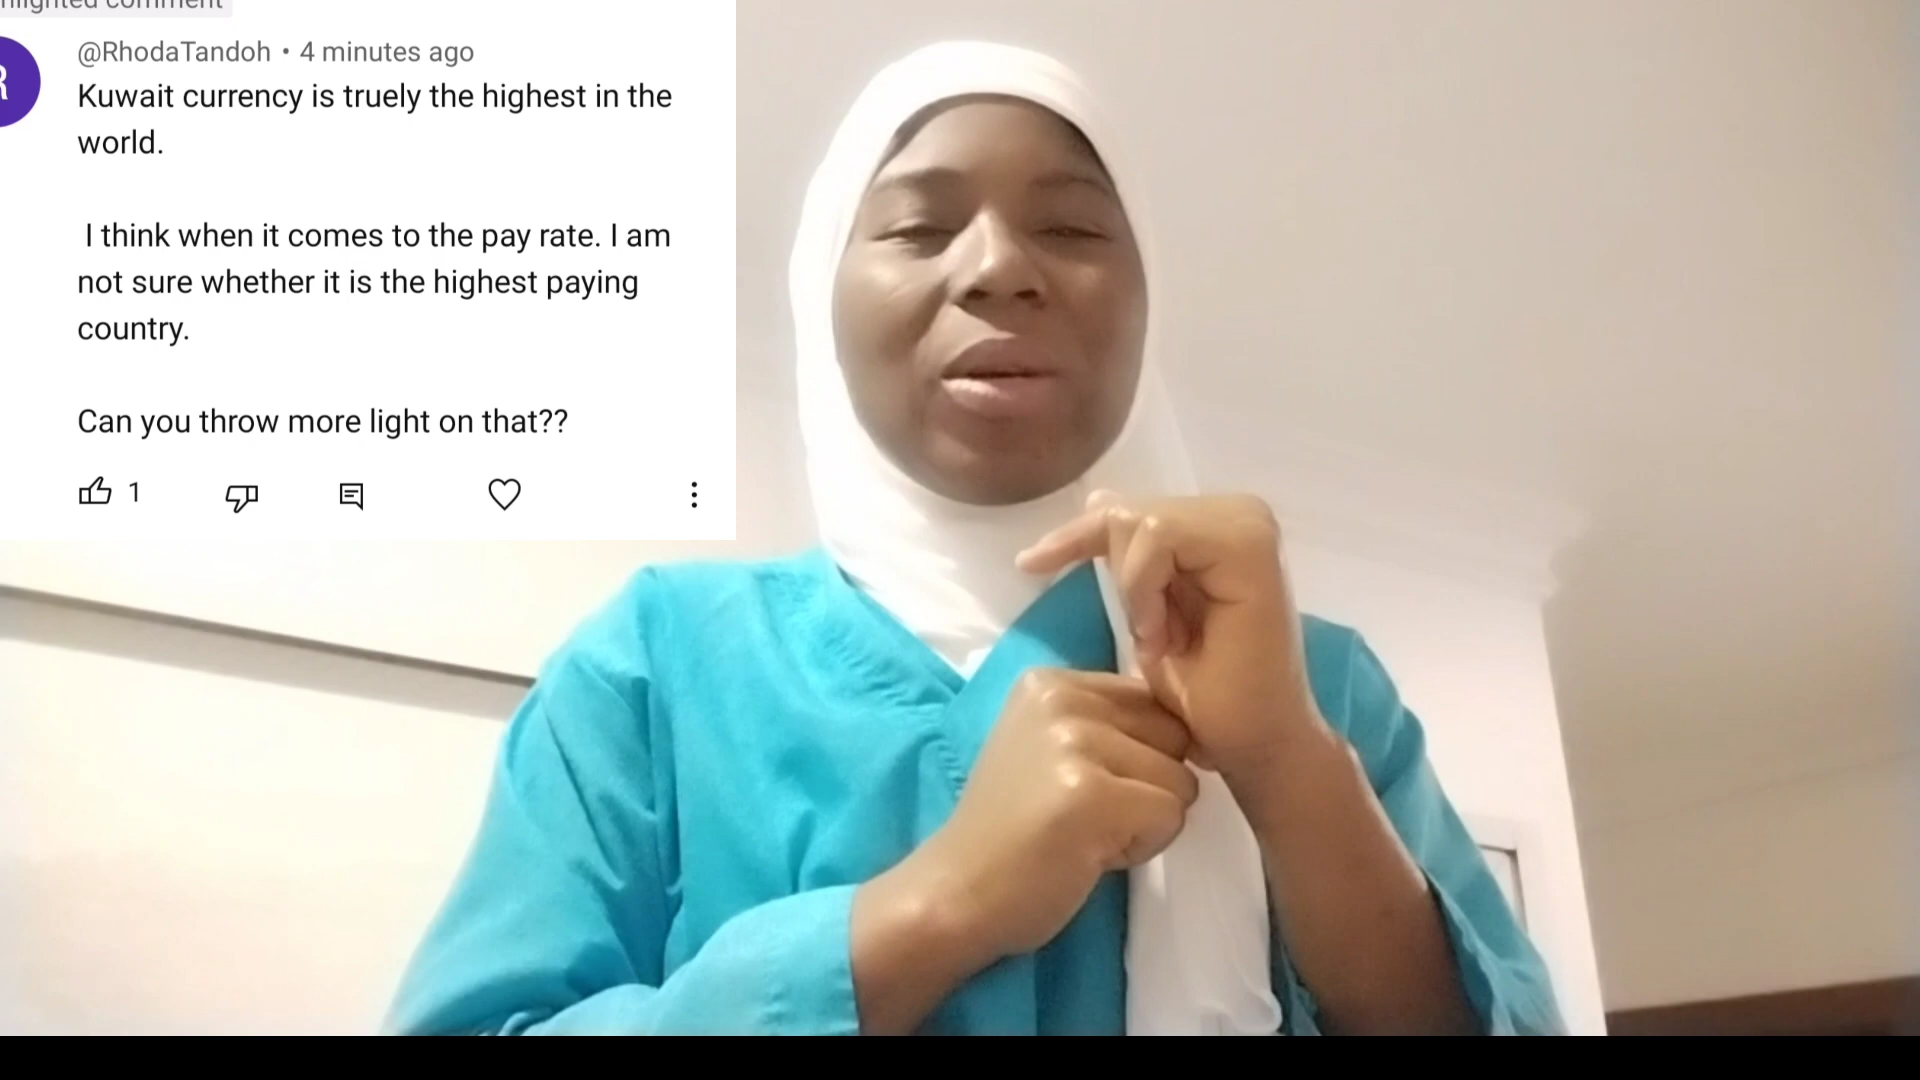 comment
@RhodaTandoh • 4 minutes ago
Kuwait currency is truely the highest in the
world.
I think when it comes to the pay rate. I am
not sure whether it is the highest paying
country.
Can you throw more light on that??
1